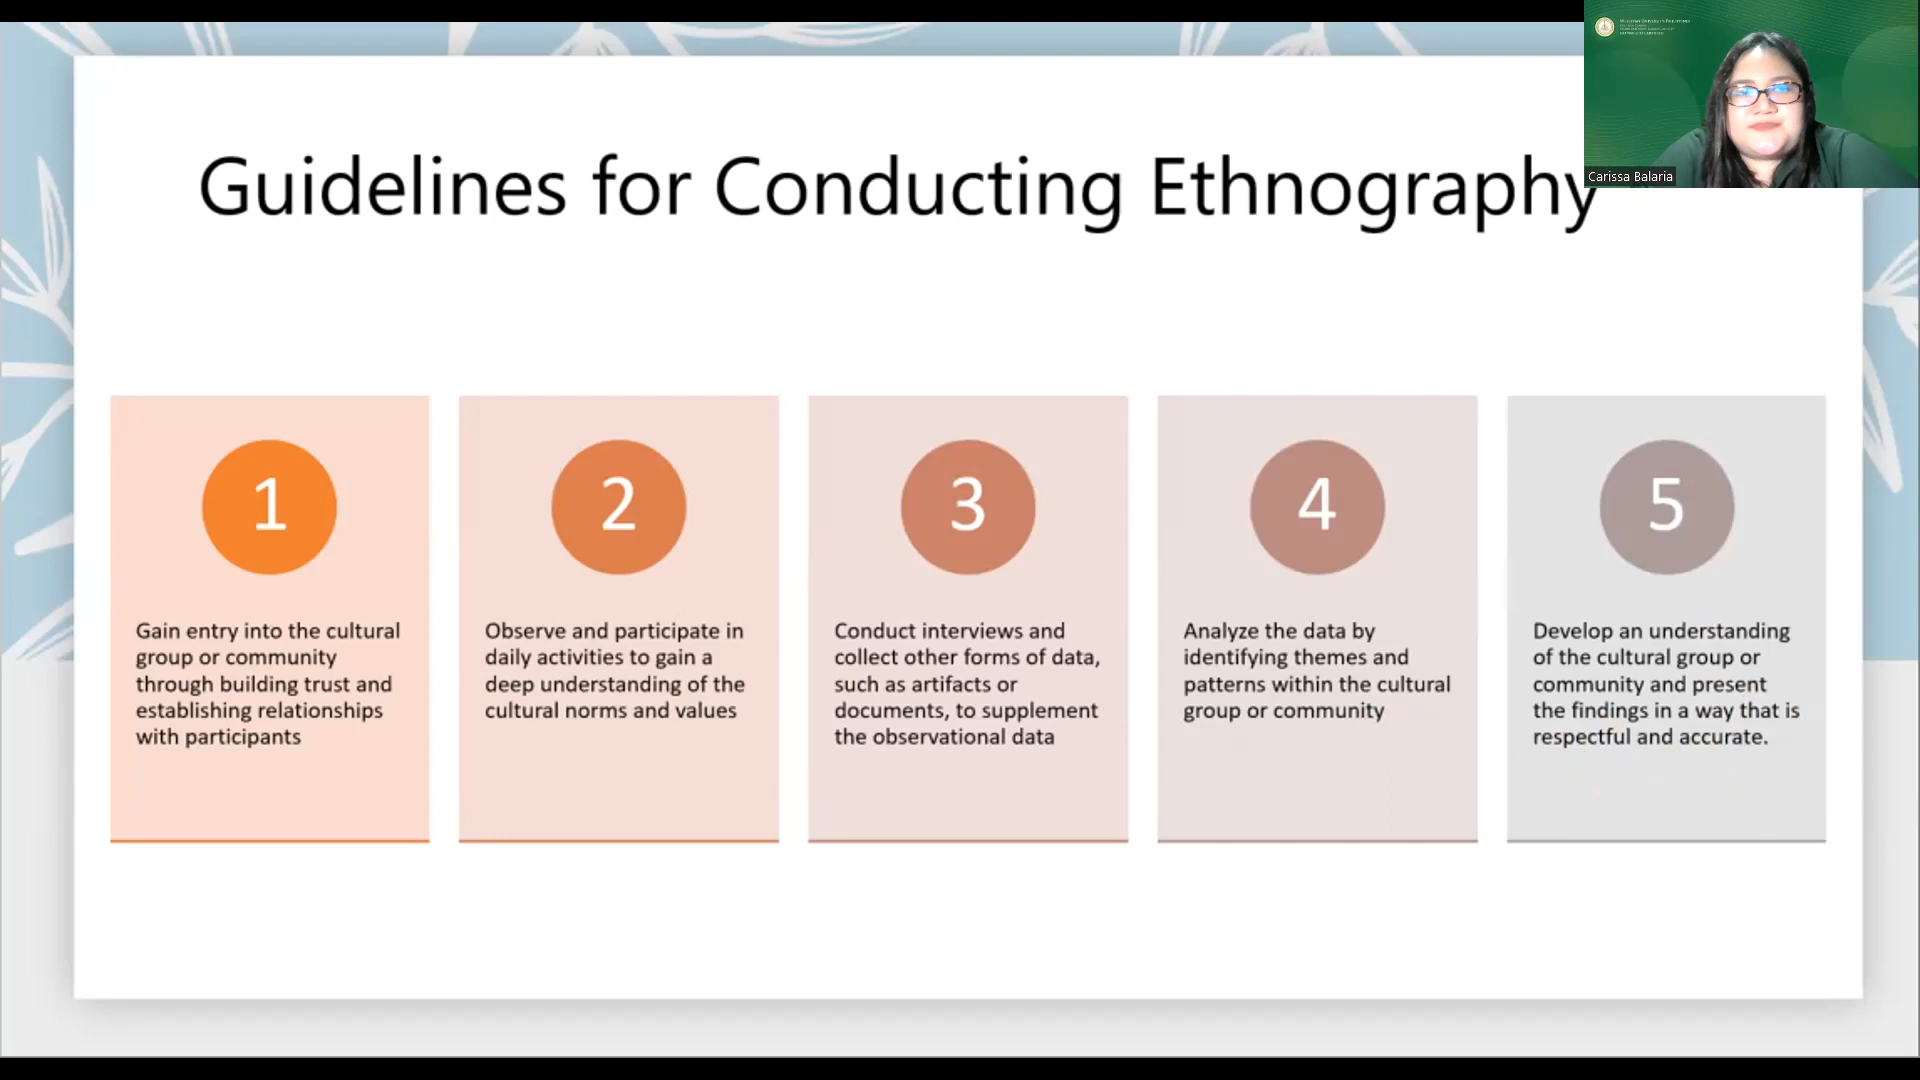 WESLEYAN UNIVERSITY-PHILIPPINES
Carissa Balaria
Guidelines for Conducting Ethnography
1
Gain entry into the cultural
group or community
through building trust and
establishing relationships
with participants
2
Observe and participate in
daily activities to gain a
deep understanding of the
cultural norms and values
3
Conduct interviews and
collect other forms of data,
such as artifacts or
documents, to supplement
the observational data
4
Analyze the data by
identifying themes and
patterns within the cultural
group or community
5
Develop an understanding
of the cultural group or
community and present
the findings in a way that is
respectful and accurate.